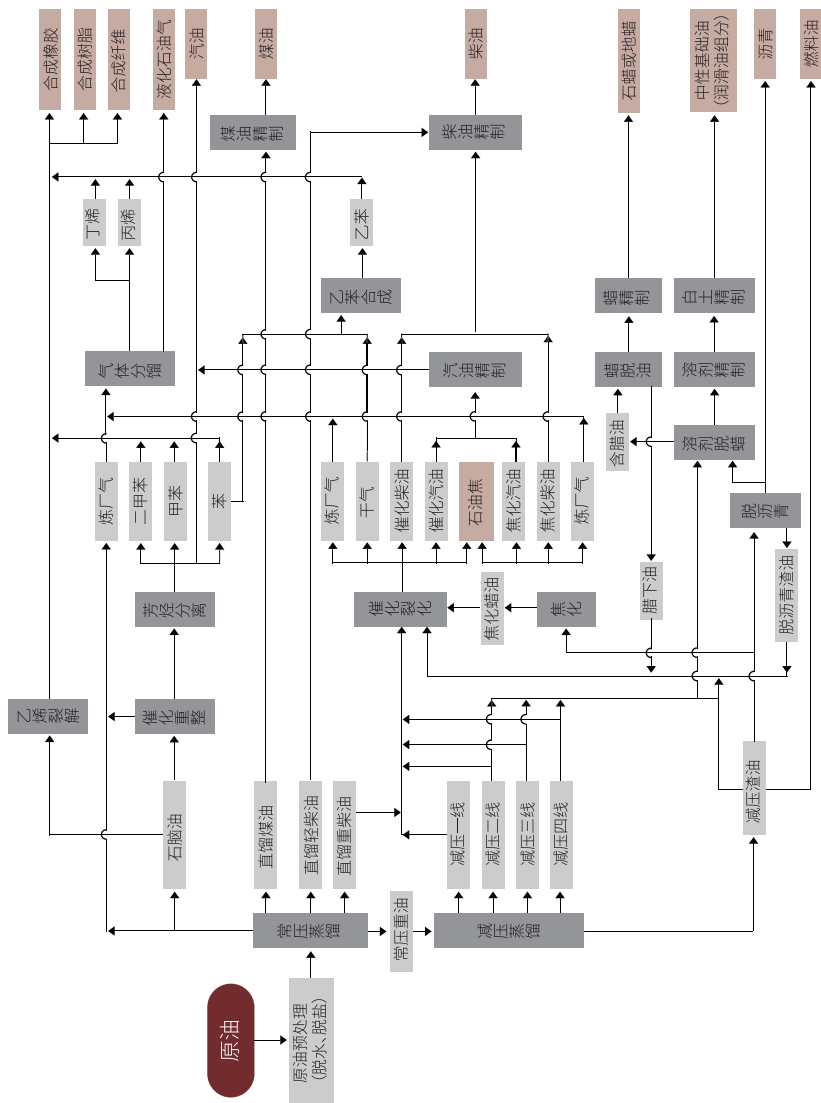 原油
原油预处理
(脱水、脱盐)
常压蒸馏
常压重油
减压蒸馏
石脑油
直馏煤油
直馏轻柴油
直馏重柴油
减压一线
减压二线
减压三线
减压四线
减压渣油
乙烯裂解
催化重整
芳烃分离
催化裂化
焦化蜡油
焦化
腊下油
脱沥青渣油
炼厂气
二甲苯
甲苯
苯
炼厂气
干气
催化柴油
催化汽油
石油焦
焦化汽油
焦化柴油
炼厂气
含腊油
溶剂脱蜡
脱沥青
气体分馏
汽油精制
蜡脱油
溶剂精制
乙苯合成
蜡精制
白土精制
丁烯
丙烯
乙苯
煤油精制
柴油精制
合成橡胶
合成树脂
合成纤维
液化石油气
汽油
煤油
柴油
石蜡或地蜡
中性基础油
(润滑油组分)
沥青
燃料油